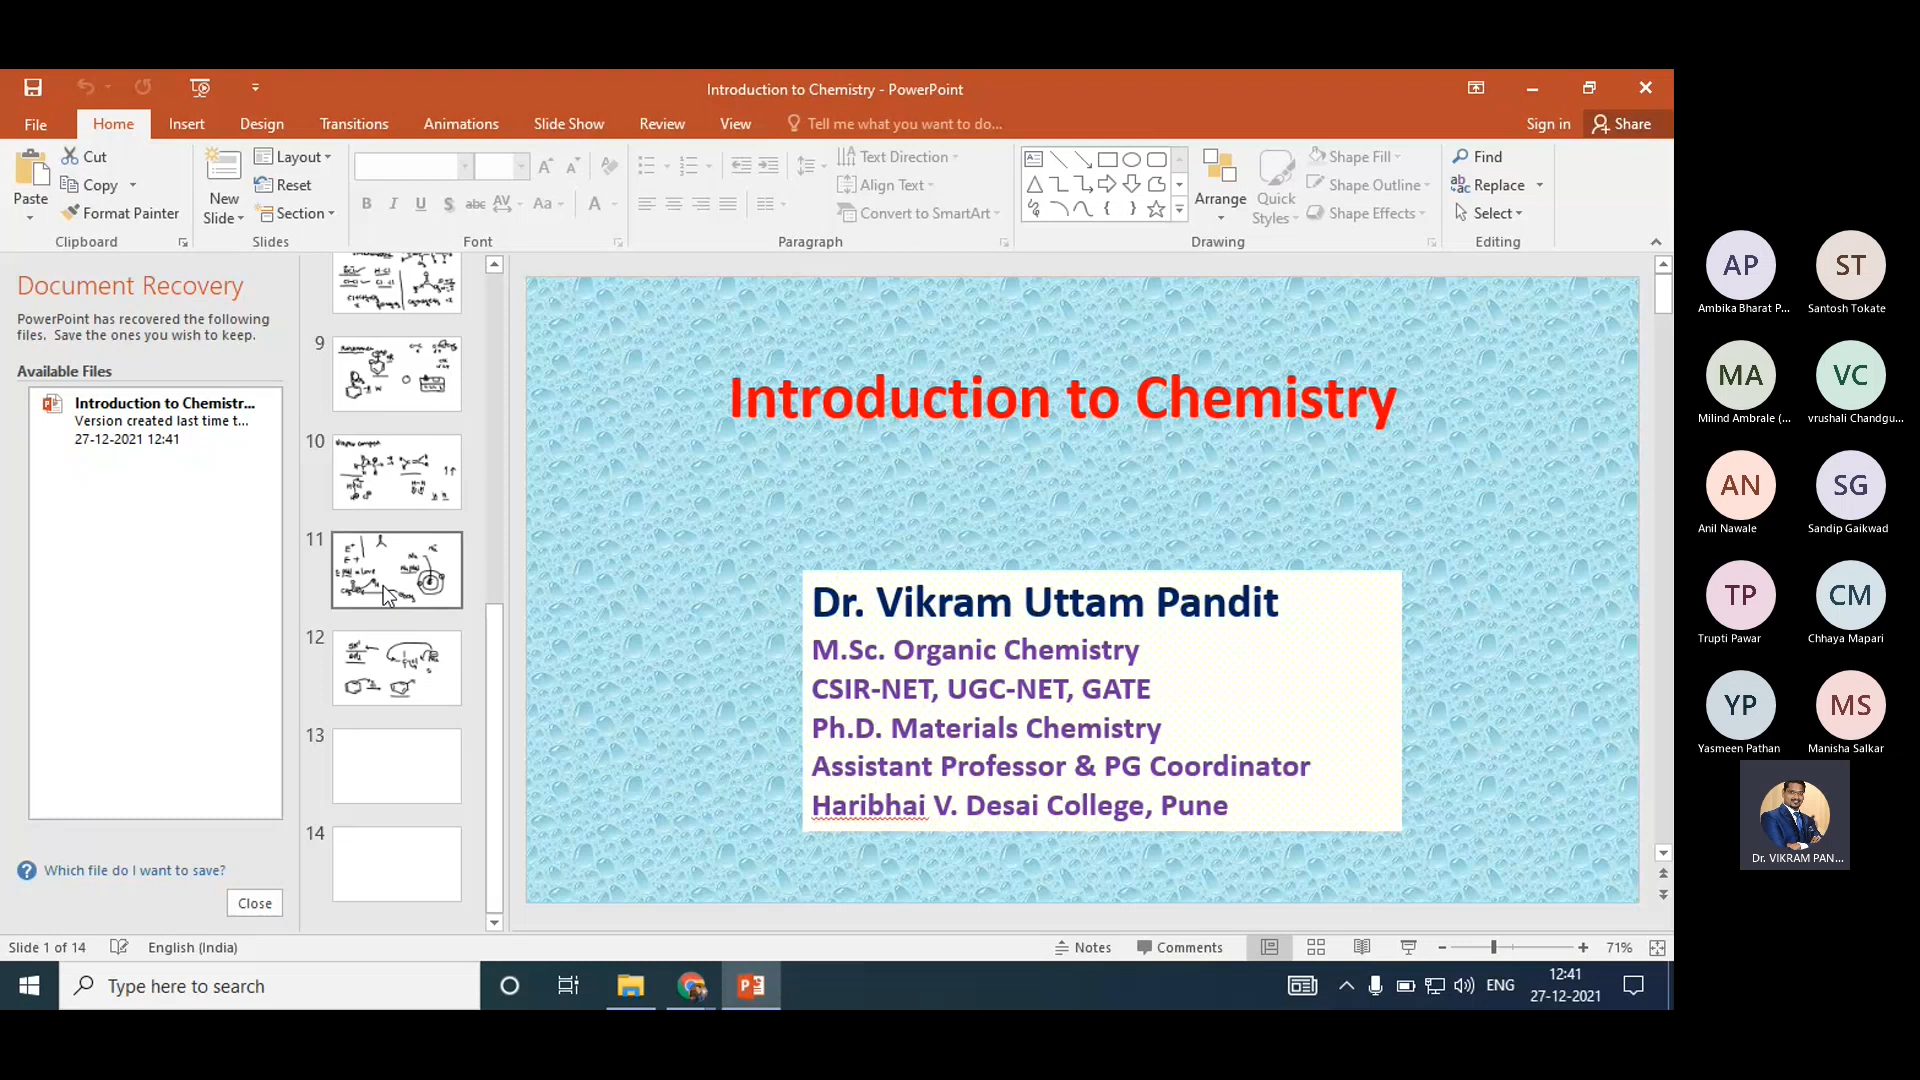 Introduction to Chemistry - PowerPoint
File
Home
Insert
Design
Transitions
Animations
Slide Show
Review
View
Tell me what you want to do...
Sign in
Share
Paste
Cut
Copy
Format Painter
Clipboard
New
Slide
Layout
Reset
Section
Slides
B I U S abc AV Aa A
Font
Text Direction
Align Text
Convert to SmartArt
Paragraph
Arrange
Quick
Styles
Shape Fill
Shape Outline
Shape Effects
Drawing
Find
Replace
Select
Editing
Document Recovery
PowerPoint has recovered the following
files. Save the ones you wish to keep.
Available Files
Introduction to Chemistr...
Version created last time t...
27-12-2021 12:41
Which file do I want to save?
Close
9
10
11
12
13
14
Introduction to Chemistry
Dr. Vikram Uttam Pandit
M.Sc. Organic Chemistry
CSIR-NET, UGC-NET, GATE
Ph.D. Materials Chemistry
Assistant Professor & PG Coordinator
Haribhai V. Desai College, Pune
Slide 1 of 14
English (India)
Notes
Comments
71%
Type here to search
ENG
12:41
27-12-2021
AP
Ambika Bharat P...
ST
Santosh Tokate
MA
Milind Ambrale (...
VC
vrushali Chandgu...
AN
Anil Nawale
SG
Sandip Gaikwad
TP
Trupti Pawar
CM
Chhaya Mapari
YP
Yasmeen Pathan
MS
Manisha Salkar
Dr. VIKRAM PAN...